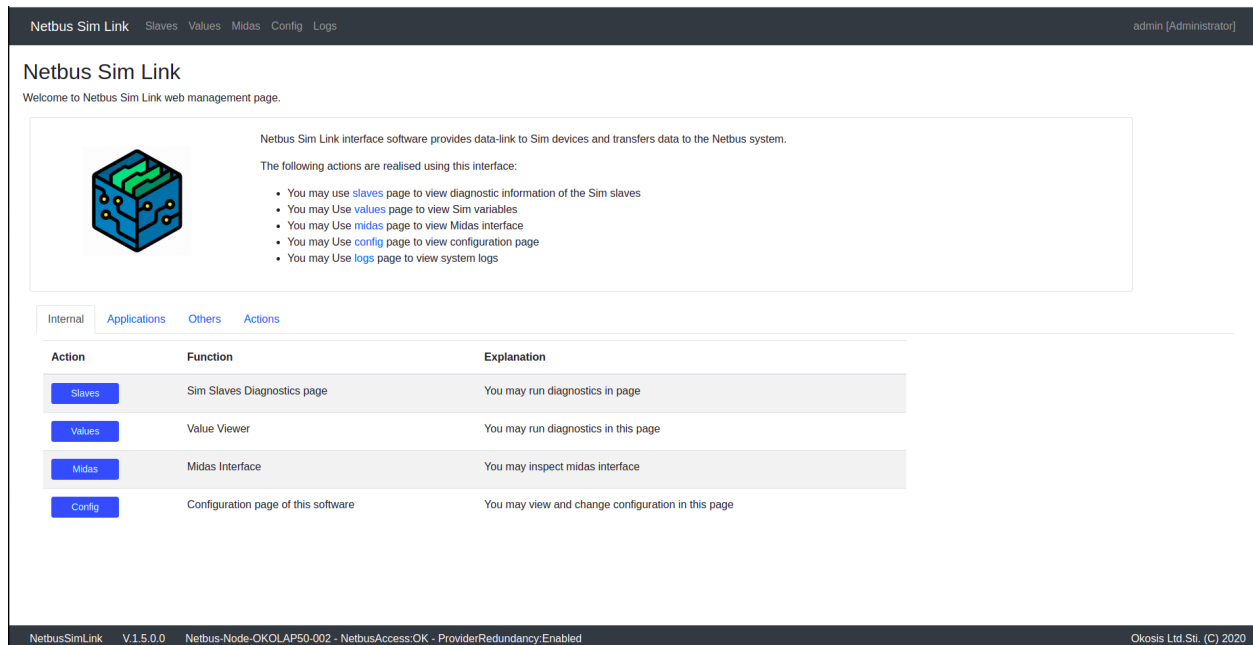 Netbus Sim Link Slaves Values Midas Config Logs admin [Administrator]
Netbus Sim Link
Welcome to Netbus Sim Link web management page.
Netbus Sim Link interface software provides data-link to Sim devices and transfers data to the Netbus system.
The following actions are realised using this interface:
• You may use slaves page to view diagnostic information of the Sim slaves
• You may Use values page to view Sim variables
• You may Use midas page to view Midas interface
• You may Use config page to view configuration page
• You may Use logs page to view system logs
Internal Applications Others Actions
Action Function Explanation
Slaves Sim Slaves Diagnostics page You may run diagnostics in page
Values Value Viewer You may run diagnostics in this page
Midas Midas Interface You may inspect midas interface
Config Configuration page of this software You may view and change configuration in this page
NetbusSimLink V.1.5.0.0 Netbus-Node-OKOLAP50-002 - NetbusAccess:OK - ProviderRedundancy:Enabled Okosis Ltd.Sti. (C) 2020